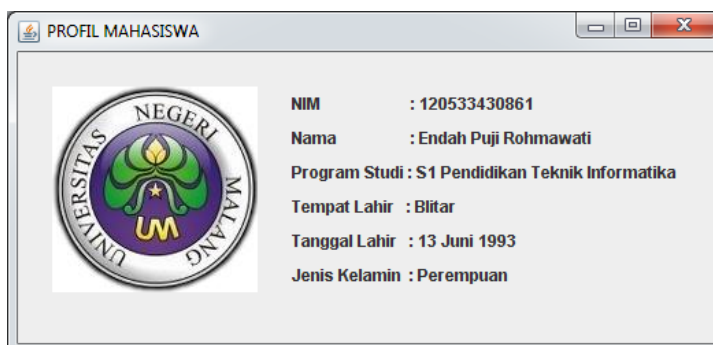 PROFIL MAHASISWA
UNIVERSITAS NEGERI MALANG
UM
NIM : 120533430861
Nama : Endah Puji Rohmawati
Program Studi : S1 Pendidikan Teknik Informatika
Tempat Lahir : Blitar
Tanggal Lahir : 13 Juni 1993
Jenis Kelamin : Perempuan